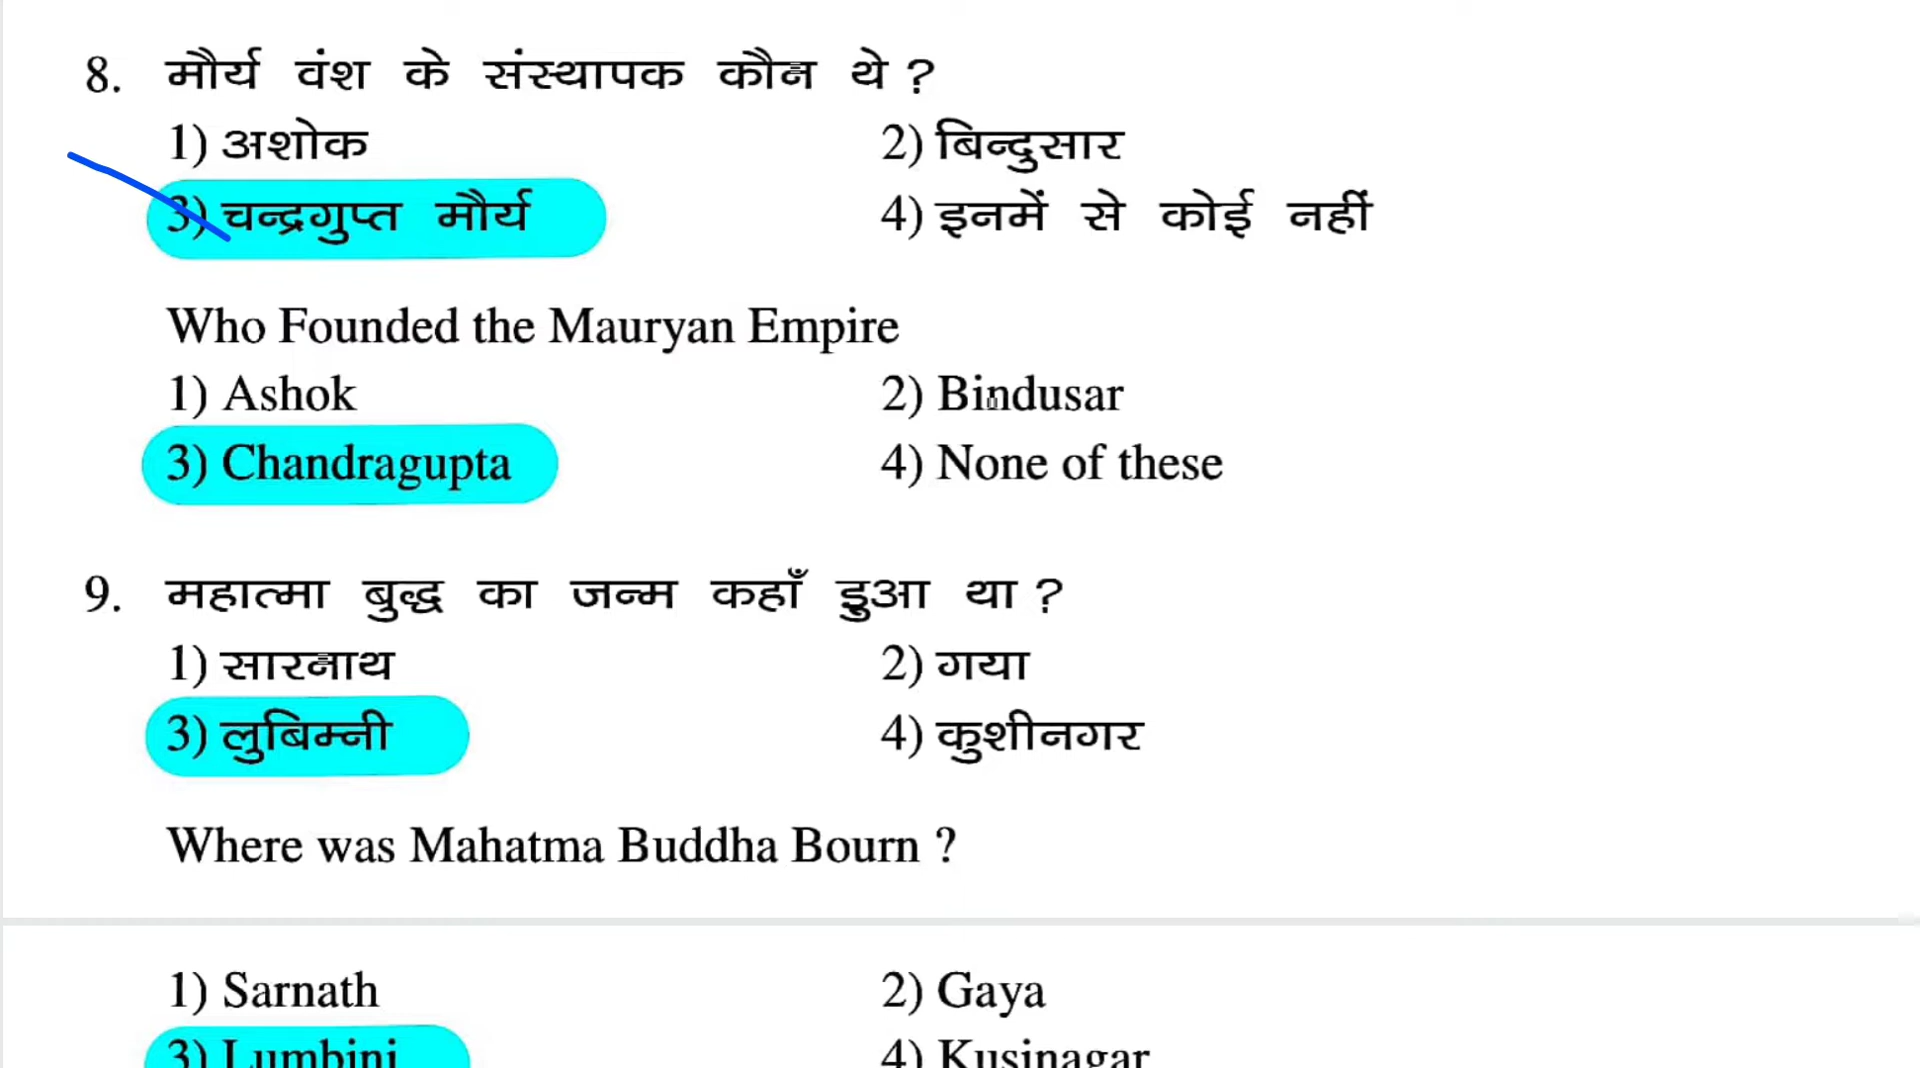 8. मौर्य वंश के संस्थापक कौन थे ?
1) अशोक 2) बिन्दुसार
3) चन्द्रगुप्त मौर्य 4) इनमें से कोई नहीं
Who Founded the Mauryan Empire
1) Ashok 2) Bindusar
3) Chandragupta 4) None of these
9. महात्मा बुद्ध का जन्म कहाँ हुआ था ?
1) सारनाथ 2) गया
3) लुबिम्नी 4) कुशीनगर
Where was Mahatma Buddha Bourn ?
1) Sarnath 2) Gaya
3) Lumbini 4) Kusinagar